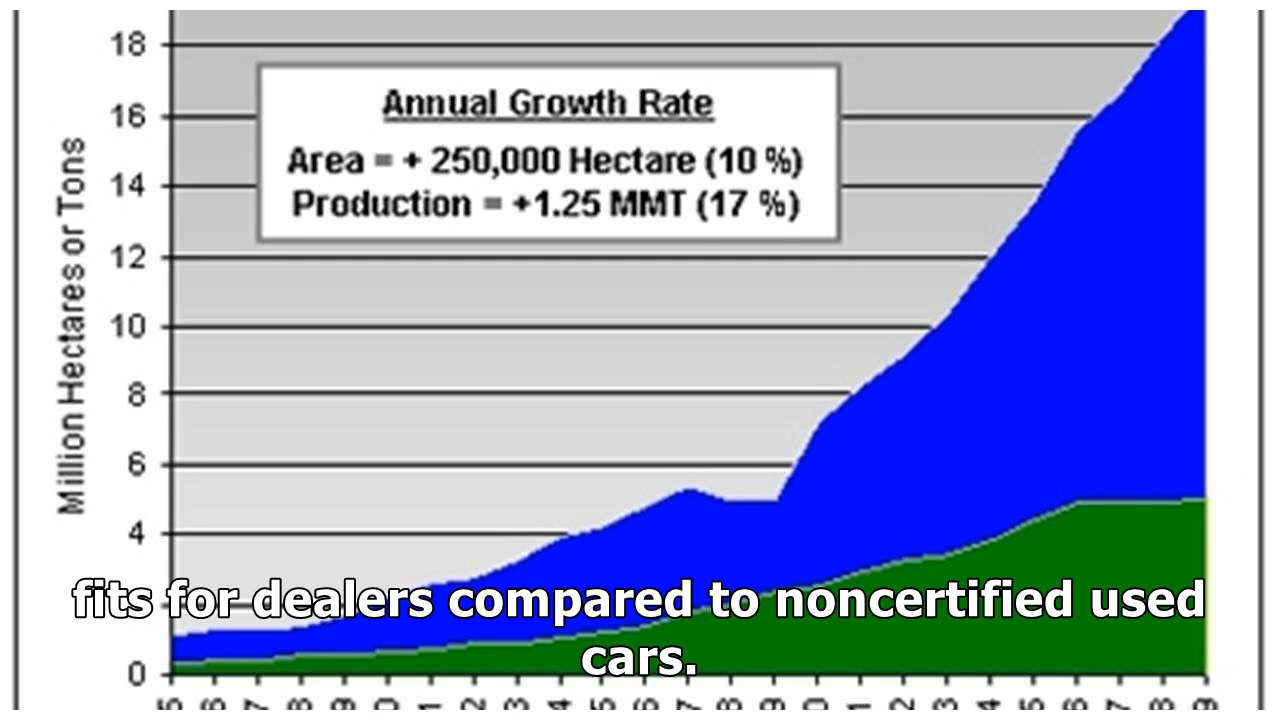 18
Annual Growth Rate
16
Area = + 250,000 Hectare (10 %)
14
Production = +1.25 MMT (17 %)
12
10
8
6
4
0
Million Hectares or Tons
fits for dealers compared to noncertified used
cars.